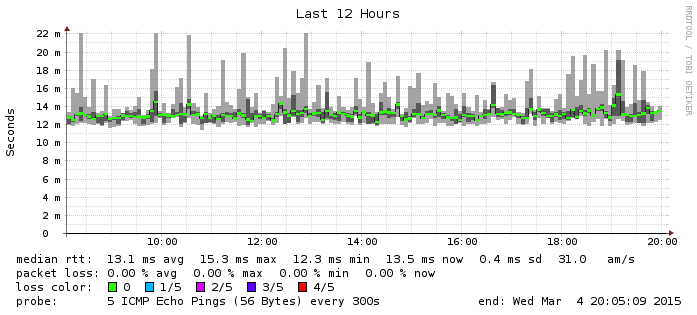 Last 12 Hours
RRDTOOL / TOBI OETIKER
Seconds
22 m
20 m
18 m
16 m
14 m
12 m
10 m
8 m
6 m
4 m
2 m
0
10:00 12:00 14:00 16:00 18:00 20:00
median rtt: 13.1 ms avg 15.3 ms max 12.3 ms min 13.5 ms now 0.4 ms sd 31.0 am/s
packet loss: 0.00 % avg 0.00 % max 0.00 % min 0.00 % now
loss color: 0 1/5 2/5 3/5 4/5
probe: 5 ICMP Echo Pings (56 Bytes) every 300s end: Wed Mar 4 20:05:09 2015